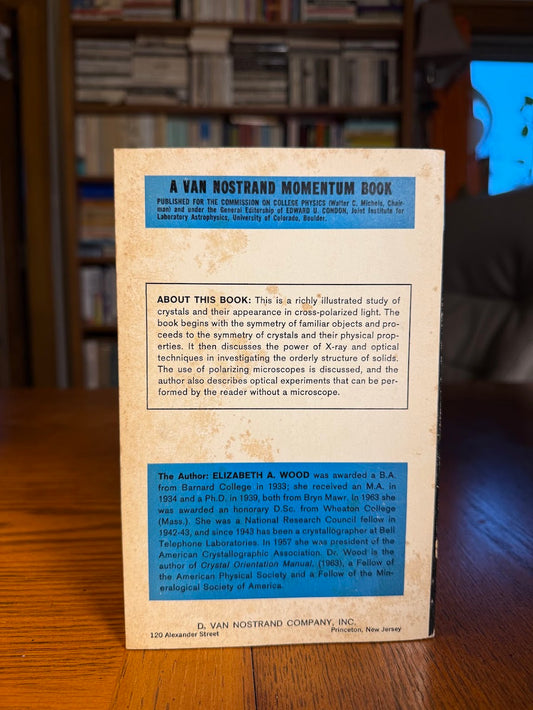 A VAN NOSTRAND MOMENTUM BOOK
PUBLISHED FOR THE COMMISSION ON COLLEGE PHYSICS (Walter C. Michels, Chair-
man) and under the General Editorship of EDWARD U. CONDON, Joint Institute for
Laboratory Astrophysics, University of Colorado, Boulder.
ABOUT THIS BOOK: This is a richly illustrated study of
crystals and their appearance in cross-polarized light. The
book begins with the symmetry of familiar objects and pro-
ceeds to the symmetry of crystals and their physical prop-
erties. It then discusses the power of X-ray and optical
techniques in investigating the orderly structure of solids.
The use of polarizing microscopes is discussed, and the
author also describes optical experiments that can be per-
formed by the reader without a microscope.
The Author: ELIZABETH A. WOOD was awarded a B.A.
from Barnard College in 1933; she received an M.A. in
1934 and a Ph.D. in 1939, both from Bryn Mawr. In 1963 she
was awarded an honorary D.Sc. from Wheaton College
(Mass.). She was a National Research Council fellow in
1942-43, and since 1943 has been a crystallographer at Bell
Telephone Laboratories. In 1957 she was president of the
American Crystallographic Association. Dr. Wood is the
author of Crystal Orientation Manual, (1963), a Fellow of
the American Physical Society and a Fellow of the Min-
eralogical Society of America.
D. VAN NOSTRAND COMPANY, INC.
120 Alexander Street Princeton, New Jersey